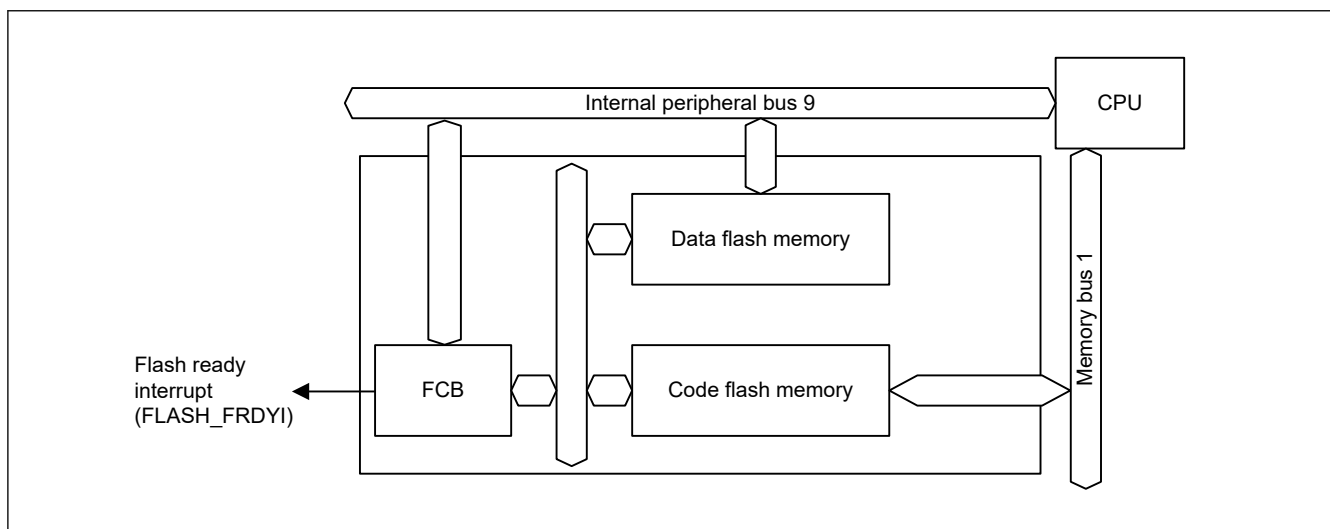 Internal peripheral bus 9
CPU
Data flash memory
Memory bus 1
Flash ready
interrupt
(FLASH_FRDYI)
FCB
Code flash memory